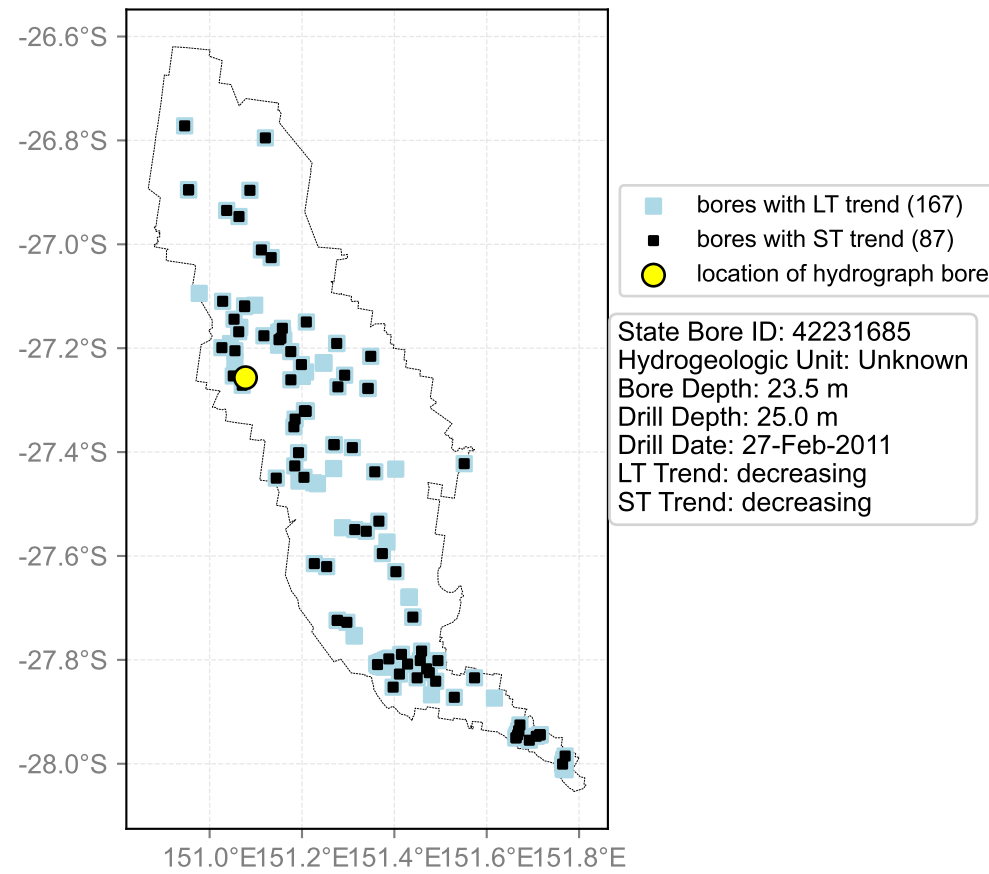 -26.6°S
-26.8°S
-27.0°S
-27.2°S
-27.4°S
-27.6°S
-27.8°S
-28.0°S
151.0°E151.2°E151.4°E151.6°E151.8°E
bores with LT trend (167)
bores with ST trend (87)
location of hydrograph bore
State Bore ID: 42231685
Hydrogeologic Unit: Unknown
Bore Depth: 23.5 m
Drill Depth: 25.0 m
Drill Date: 27-Feb-2011
LT Trend: decreasing
ST Trend: decreasing